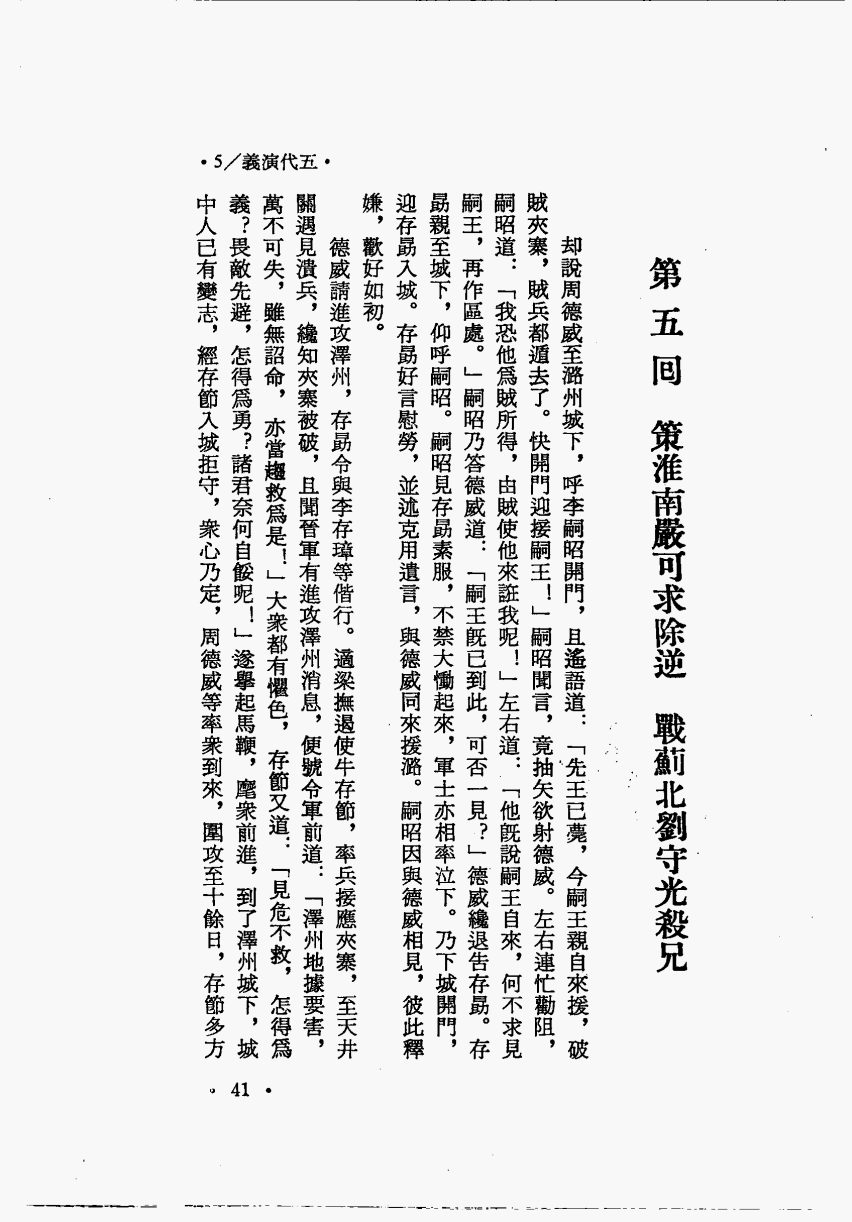 ·5／義演代五·
第五回　策淮南嚴可求除逆　戰薊北劉守光殺兄
却說周德威至潞州城下，呼李嗣昭開門，且遙語道：「先王已薨，今嗣王親自來援，破
賊夾寨，賊兵都遁去了。快開門迎接嗣王！」嗣昭聞言，竟抽矢欲射德威。左右連忙勸阻，
嗣昭道：「我恐他爲賊所得，由賊使他來誑我呢！」左右道：「他旣說嗣王自來，何不求見
嗣王，再作區處。」嗣昭乃答德威道：「嗣王旣已到此，可否一見？」德威纔退告存勗。存
勗親至城下，仰呼嗣昭。嗣昭見存勗素服，不禁大慟起來，軍士亦相率泣下。乃下城開門，
迎存勗入城。存勗好言慰勞，並述克用遺言，與德威同來援潞。嗣昭因與德威相見，彼此釋
嫌，歡好如初。
德威請進攻澤州，存勗令與李存璋等偕行。適梁撫遏使牛存節，率兵接應夾寨，至天井
關遇見潰兵，纔知夾寨被破，且聞晉軍有進攻澤州消息，便號令軍前道：「澤州地據要害，
萬不可失，雖無詔命，亦當趨救爲是！」大衆都有懼色，存節又道：「見危不救，怎得爲
義？畏敵先避，怎得爲勇？諸君奈何自餒呢！」遂擧起馬鞭，麾衆前進，到了澤州城下，城
中人已有變志，經存節入城拒守，衆心乃定，周德威等率衆到來，圍攻至十餘日，存節多方
· 41 ·